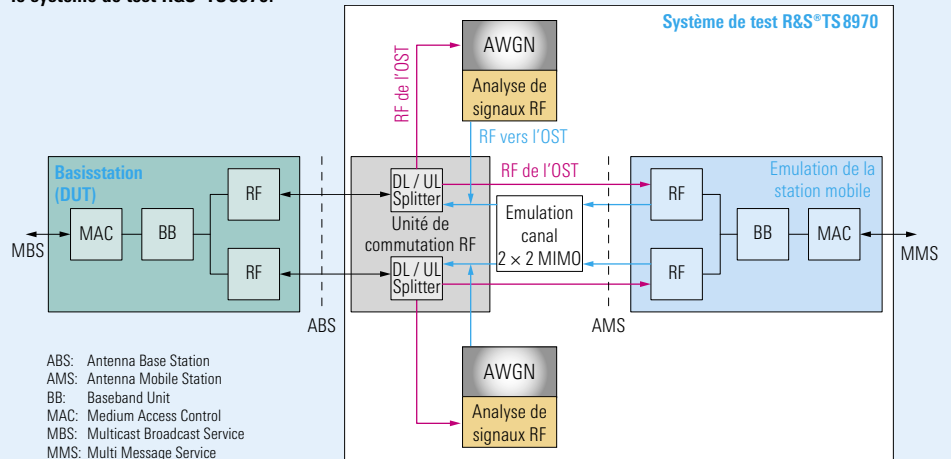 le système de test R&S®TS8970.
Système de test R&S®TS 8970
AWGN
Analyse de
signaux RF
RF de l'OST
RF vers l'OST
RF de l'OST
Basisstation
(DUT)
RF
MAC
BB
RF
MBS
ABS
DL / UL
Splitter
Unité de
commutation RF
DL / UL
Splitter
Emulation
canal
2 × 2 MIMO
Emulation de la
station mobile
RF
BB
MAC
RF
MMS
AMS
AWGN
Analyse de
signaux RF
ABS: Antenna Base Station
AMS: Antenna Mobile Station
BB: Baseband Unit
MAC: Medium Access Control
MBS: Multicast Broadcast Service
MMS: Multi Message Service